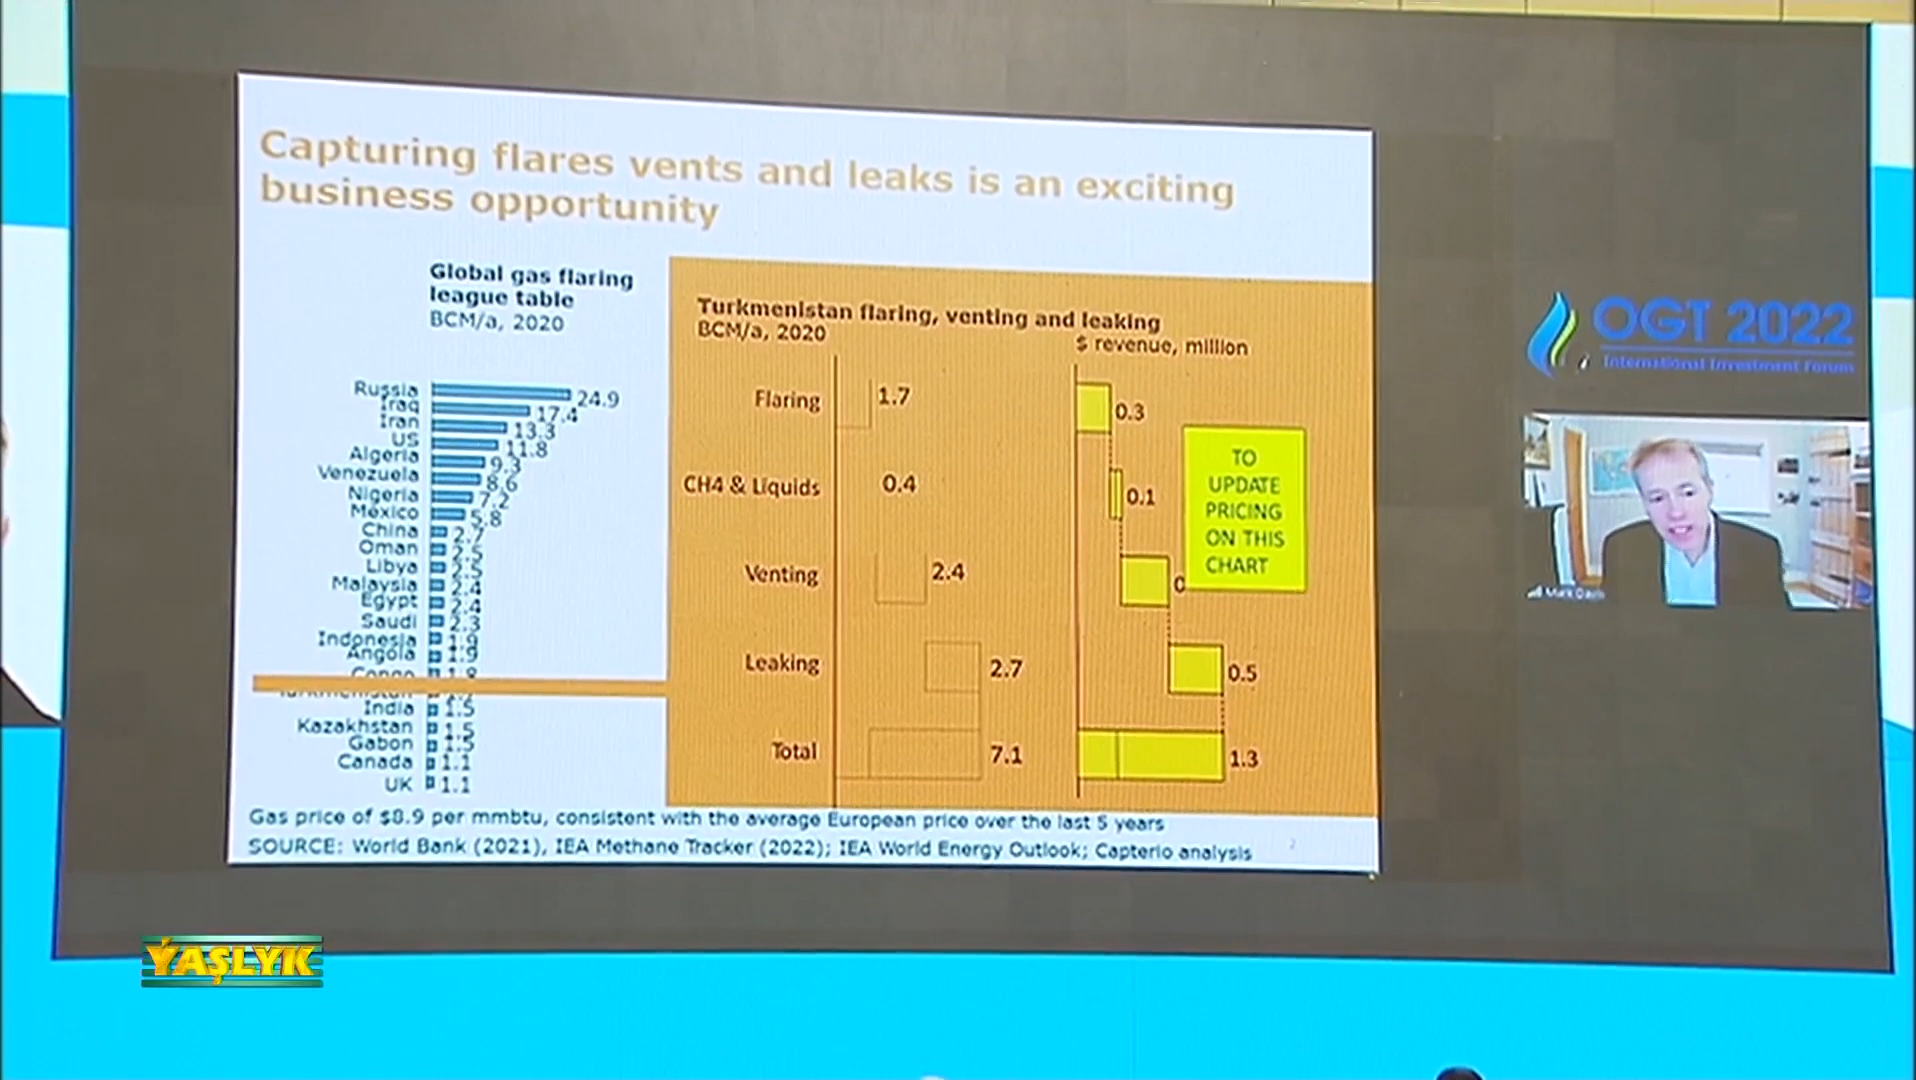 Capturing flares vents and leaks is an exciting
business opportunity
Global gas flaring
league table
BCM/a, 2020
Russia 24.9
Iraq 17.4
Iran 13.3
US 11.8
Algeria 9.3
Venezuela 8.6
Nigeria 7.2
Mexico 5.8
China 2.7
Oman 2.5
Libya
Malaysia 2.4
Egypt 2.4
Saudi 2.3
Indonesia 1.9
Angola 1.9
Congo 1.8
Turkmenistan
India 1.5
Kazakhstan 1.5
Gabon 1.5
Canada 1.1
UK 1.1
Turkmenistan flaring, venting and leaking
BCM/a, 2020
$ revenue, million
Flaring 1.7 0.3
CH4 & Liquids 0.4 0.1
Venting 2.4 0
Leaking 2.7 0.5
Total 7.1 1.3
TO
UPDATE
PRICING
ON THIS
CHART
Gas price of $8.9 per mmbtu, consistent with the average European price over the last 5 years
SOURCE: World Bank (2021), IEA Methane Tracker (2022); IEA World Energy Outlook; Capterio analysis
2
OGT 2022
International Investment Forum
Mark Davis
ÝAŞLYK